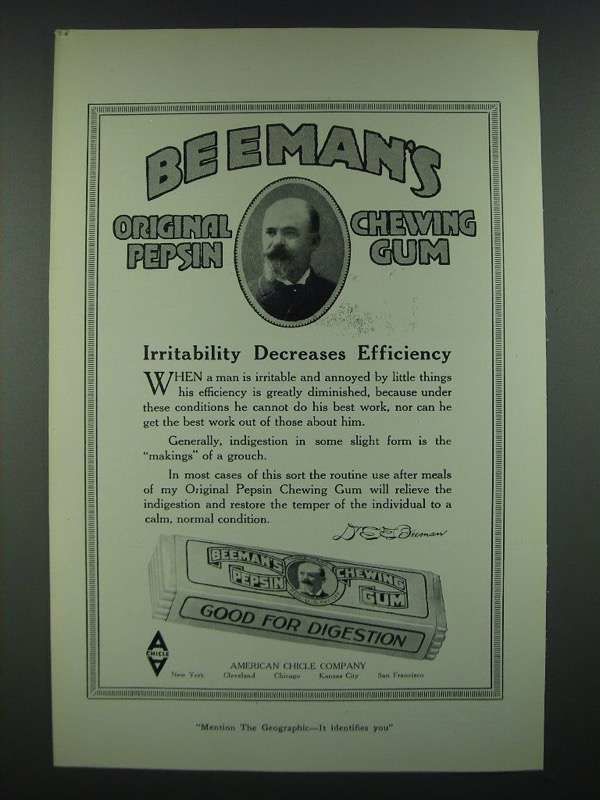 BEEMAN'S
ORIGINAL PEPSIN
CHEWING GUM
Irritability Decreases Efficiency
WHEN a man is irritable and annoyed by little things
his efficiency is greatly diminished, because under
these conditions he cannot do his best work, nor can he
get the best work out of those about him.
Generally, indigestion in some slight form is the
"makings" of a grouch.
In most cases of this sort the routine use after meals
of my Original Pepsin Chewing Gum will relieve the
indigestion and restore the temper of the individual to a
calm, normal condition.
Beeman
BEEMAN'S PEPSIN
CHEWING GUM
GOOD FOR DIGESTION
CHICLE
AMERICAN CHICLE COMPANY
New York Cleveland Chicago Kansas City San Francisco
"Mention The Geographic—It identifies you"